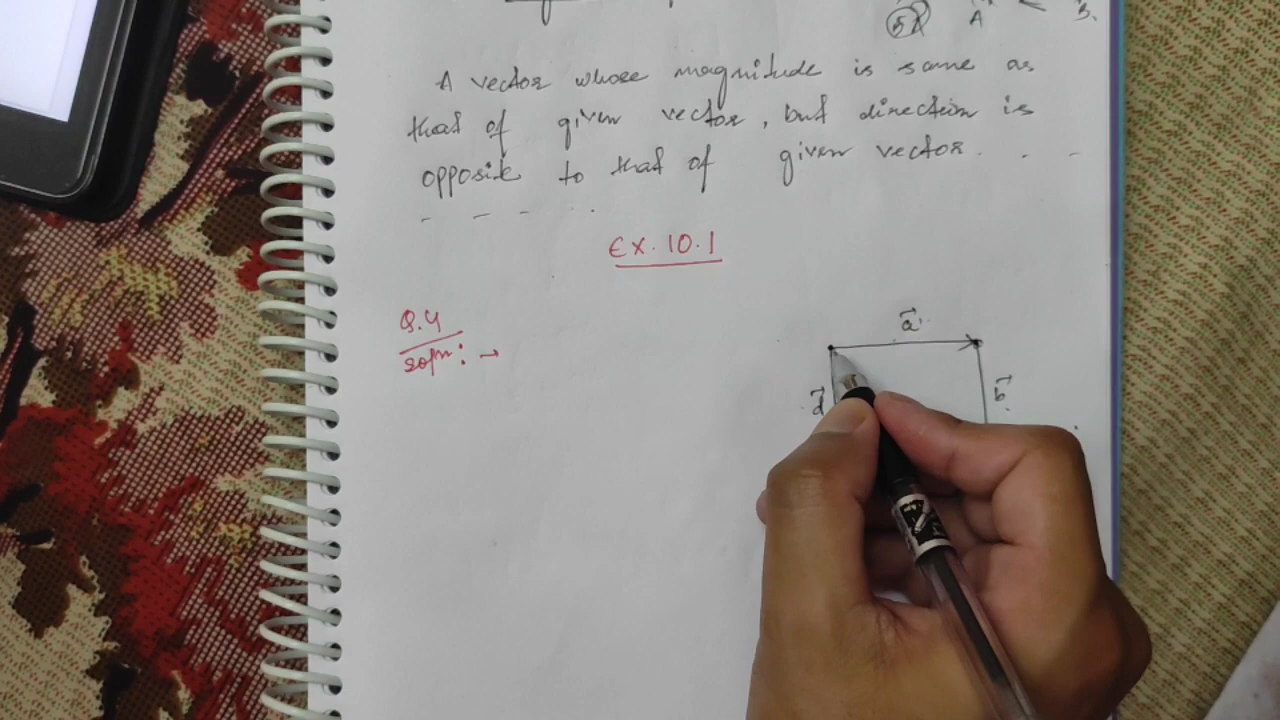 A B.
A vector whose magnitude is same as
that of given vector, but direction is
opposite to that of given vector. . -
- - - . .
Ex. 10.1
Q.4
Soln: →
a⃗
d⃗ b⃗